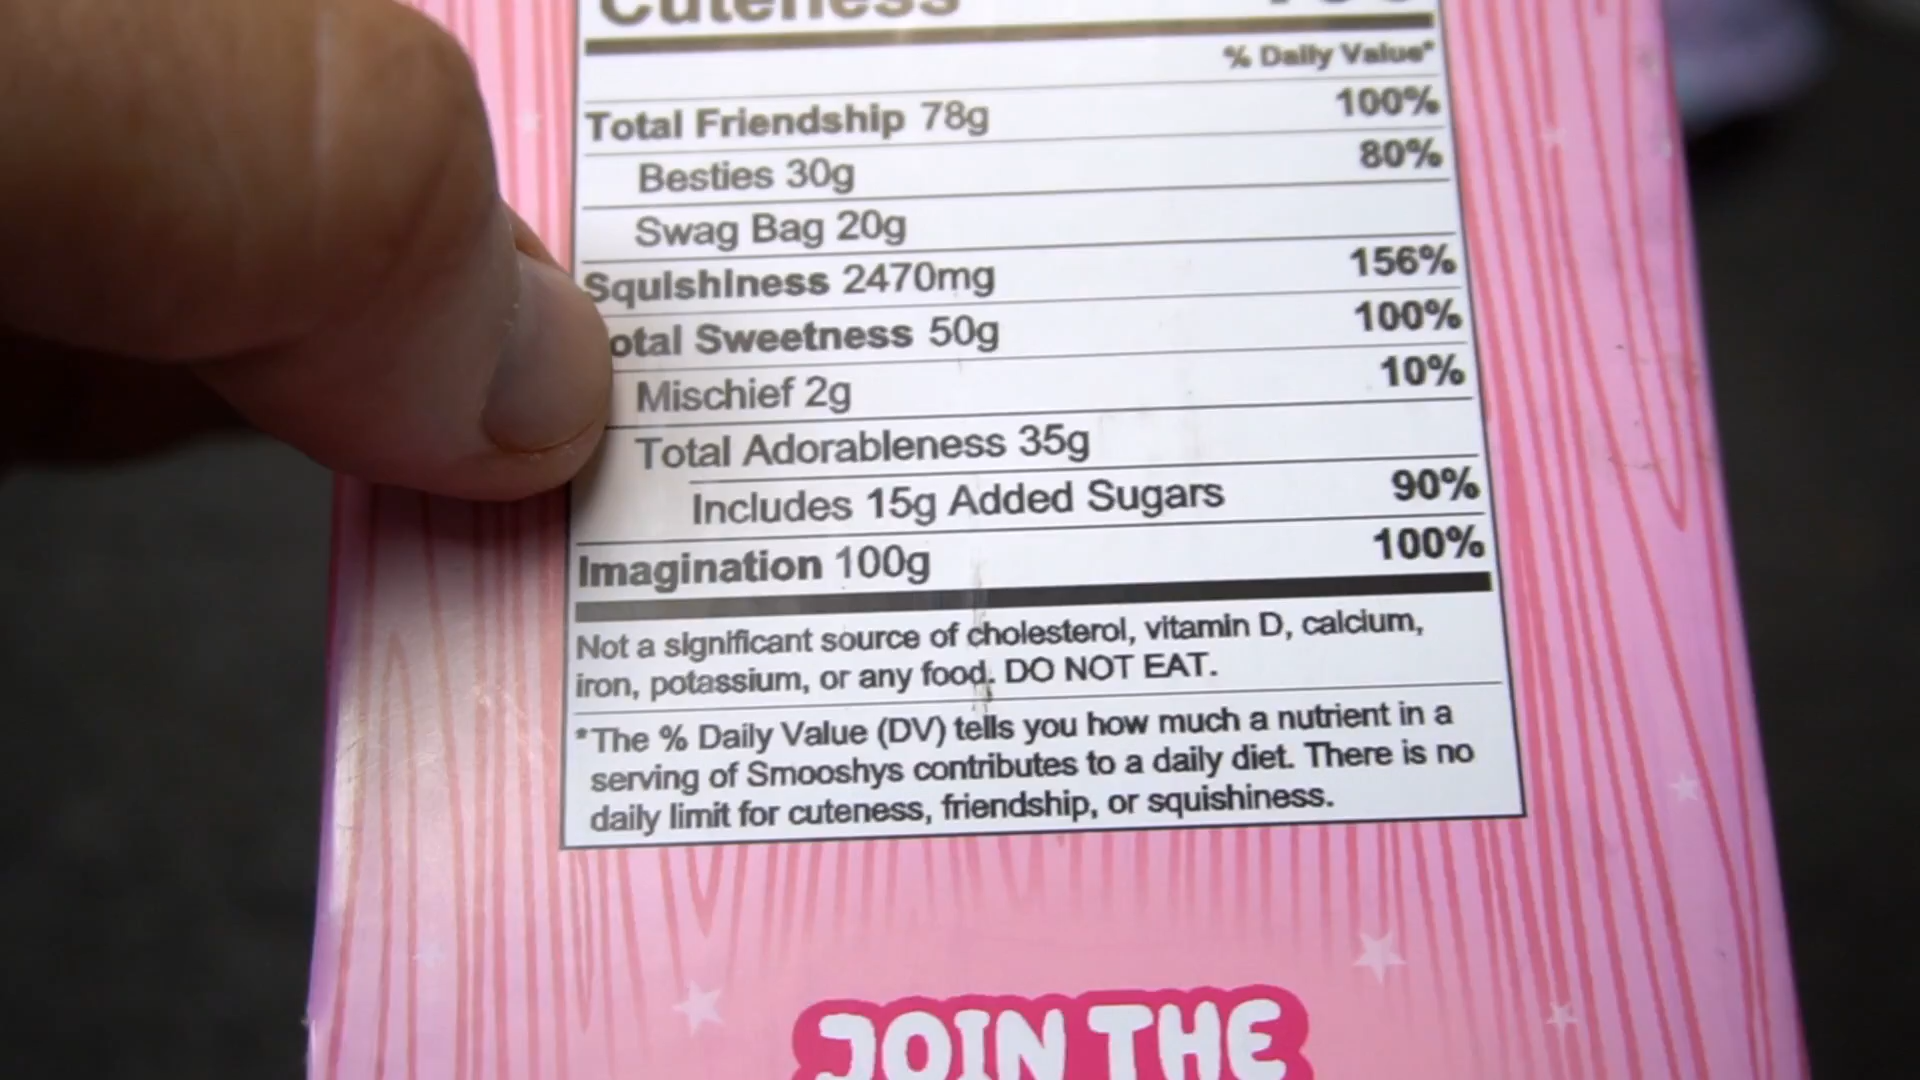 Cuteness
% Daily Value*
Total Friendship 78g 100%
Besties 30g 80%
Swag Bag 20g
Squishiness 2470mg 156%
otal Sweetness 50g 100%
Mischief 2g 10%
Total Adorableness 35g
Includes 15g Added Sugars 90%
Imagination 100g 100%
Not a significant source of cholesterol, vitamin D, calcium,
iron, potassium, or any food. DO NOT EAT.
*The % Daily Value (DV) tells you how much a nutrient in a
serving of Smooshys contributes to a daily diet. There is no
daily limit for cuteness, friendship, or squishiness.
JOIN THE